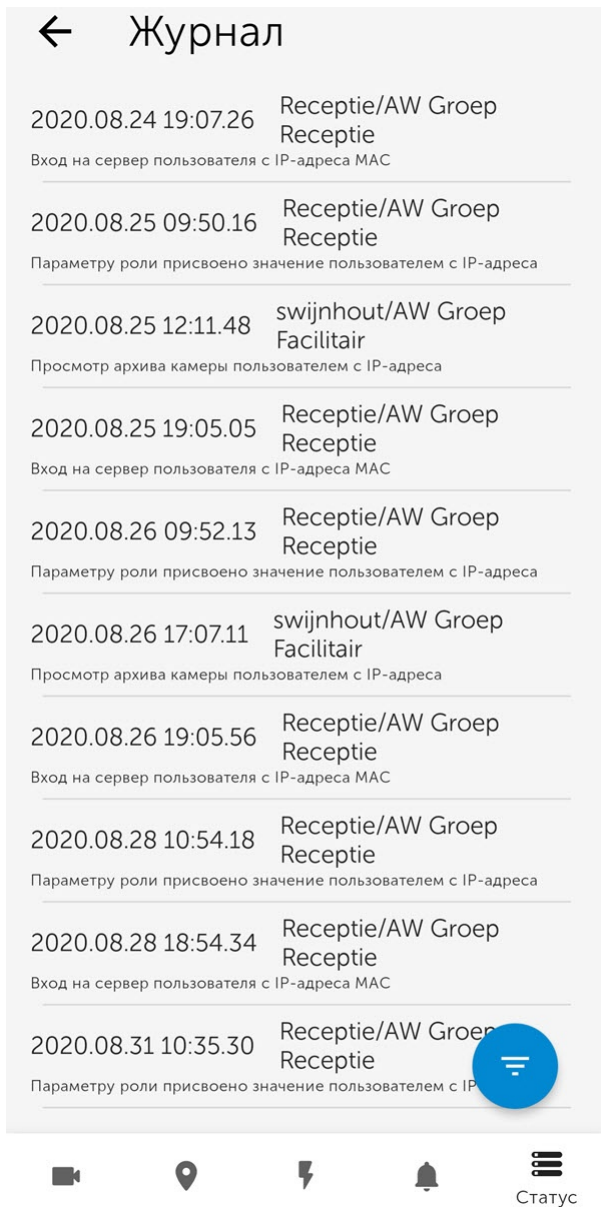 Журнал
2020.08.24 19:07.26
Receptie/AW Groep
Receptie
Вход на сервер пользователя с IP-адреса MAC
2020.08.25 09:50.16
Receptie/AW Groep
Receptie
Параметру роли присвоено значение пользователем с IP-адреса
2020.08.25 12:11.48
swijnhout/AW Groep
Facilitair
Просмотр архива камеры пользователем с IP-адреса
2020.08.25 19:05.05
Receptie/AW Groep
Receptie
Вход на сервер пользователя с IP-адреса MAC
2020.08.26 09:52.13
Receptie/AW Groep
Receptie
Параметру роли присвоено значение пользователем с IP-адреса
2020.08.26 17:07.11
swijnhout/AW Groep
Facilitair
Просмотр архива камеры пользователем с IP-адреса
2020.08.26 19:05.56
Receptie/AW Groep
Receptie
Вход на сервер пользователя с IP-адреса MAC
2020.08.28 10:54.18
Receptie/AW Groep
Receptie
Параметру роли присвоено значение пользователем с IP-адреса
2020.08.28 18:54.34
Receptie/AW Groep
Receptie
Вход на сервер пользователя с IP-адреса MAC
2020.08.31 10:35.30
Receptie/AW Groep
Receptie
Параметру роли присвоено значение пользователем с IP
Статус